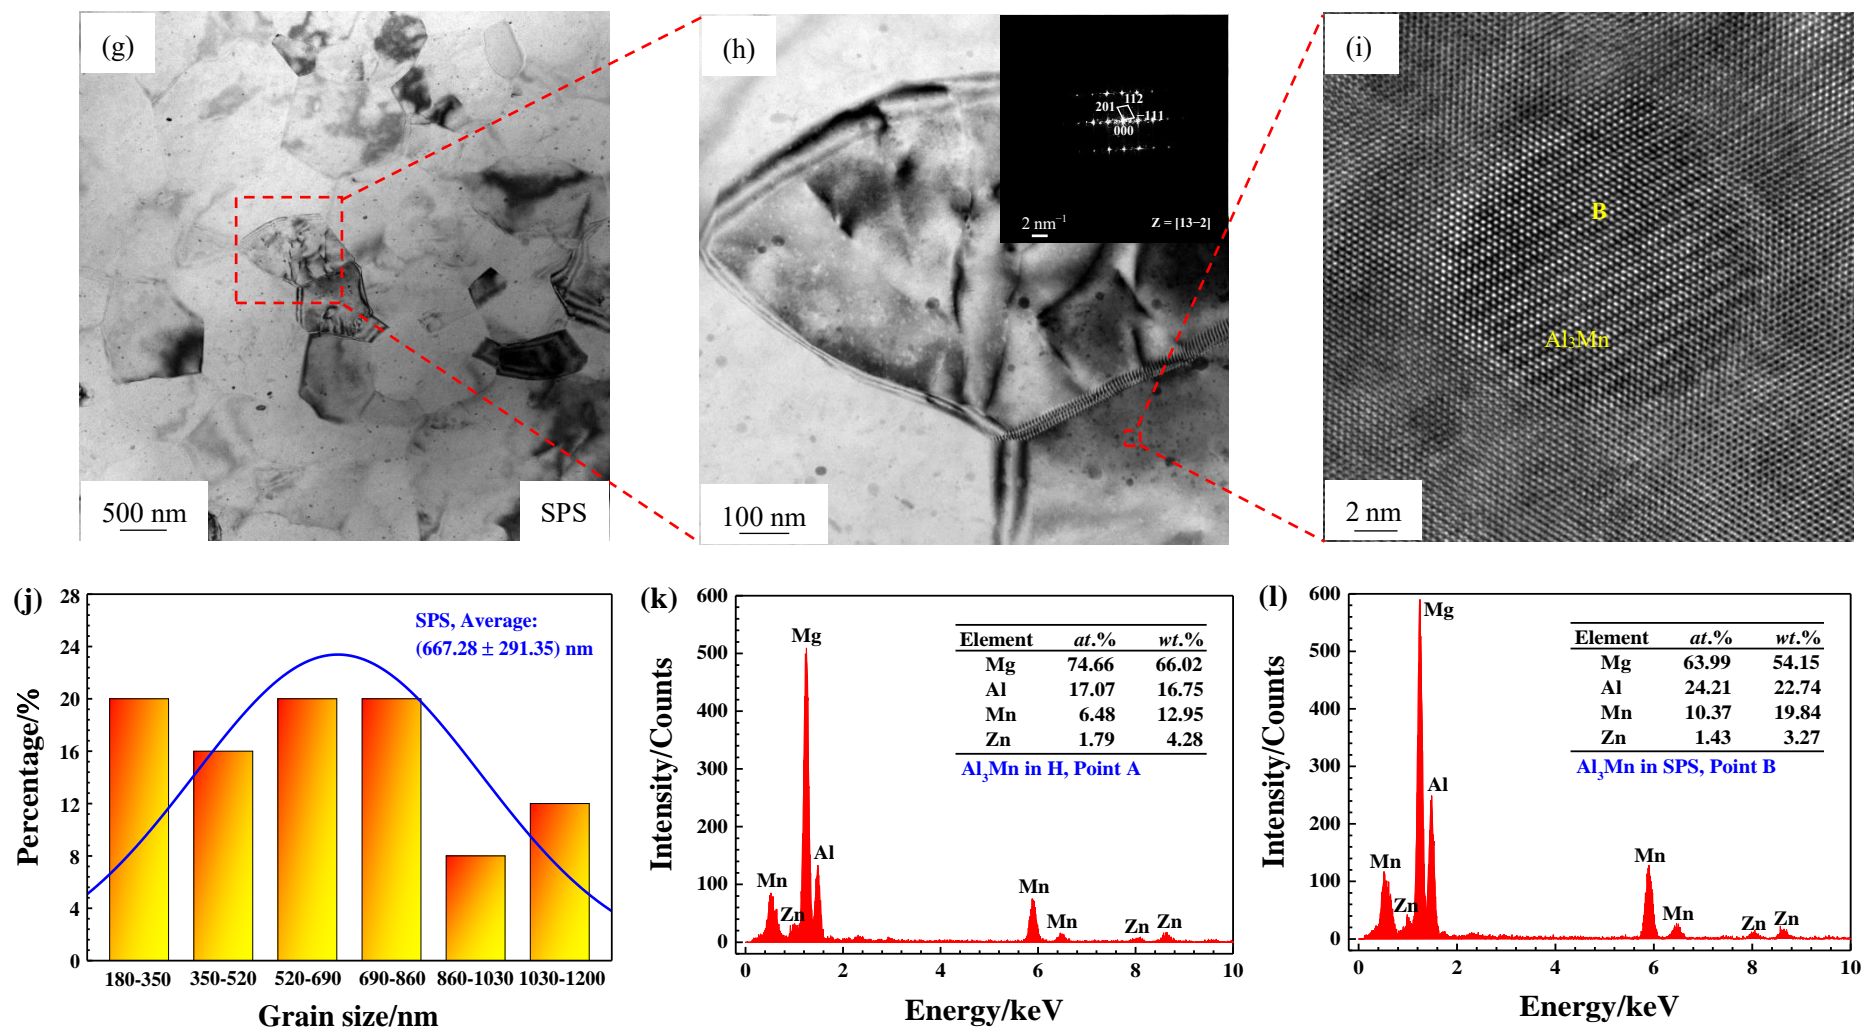 (g)
500 nm
SPS
(h)
201
112
−111
000
2 nm⁻¹
Z = [13−2]
100 nm
(i)
B
Al₃Mn
2 nm
(j)
28
24
20
16
12
8
4
0
Percentage/%
SPS, Average:
(667.28 ± 291.35) nm
180-350 350-520 520-690 690-860 860-1030 1030-1200
Grain size/nm
(k)
600
500
400
300
200
100
0
Intensity/Counts
Mg
Al
Mn
Zn
Mn
Mn
Zn
Zn
Element at.% wt.%
Mg 74.66 66.02
Al 17.07 16.75
Mn 6.48 12.95
Zn 1.79 4.28
Al₃Mn in H, Point A
0 2 4 6 8 10
Energy/keV
(l)
600
500
400
300
200
100
0
Intensity/Counts
Mg
Al
Mn
Zn
Mn
Mn
Zn
Zn
Element at.% wt.%
Mg 63.99 54.15
Al 24.21 22.74
Mn 10.37 19.84
Zn 1.43 3.27
Al₃Mn in SPS, Point B
0 2 4 6 8 10
Energy/keV